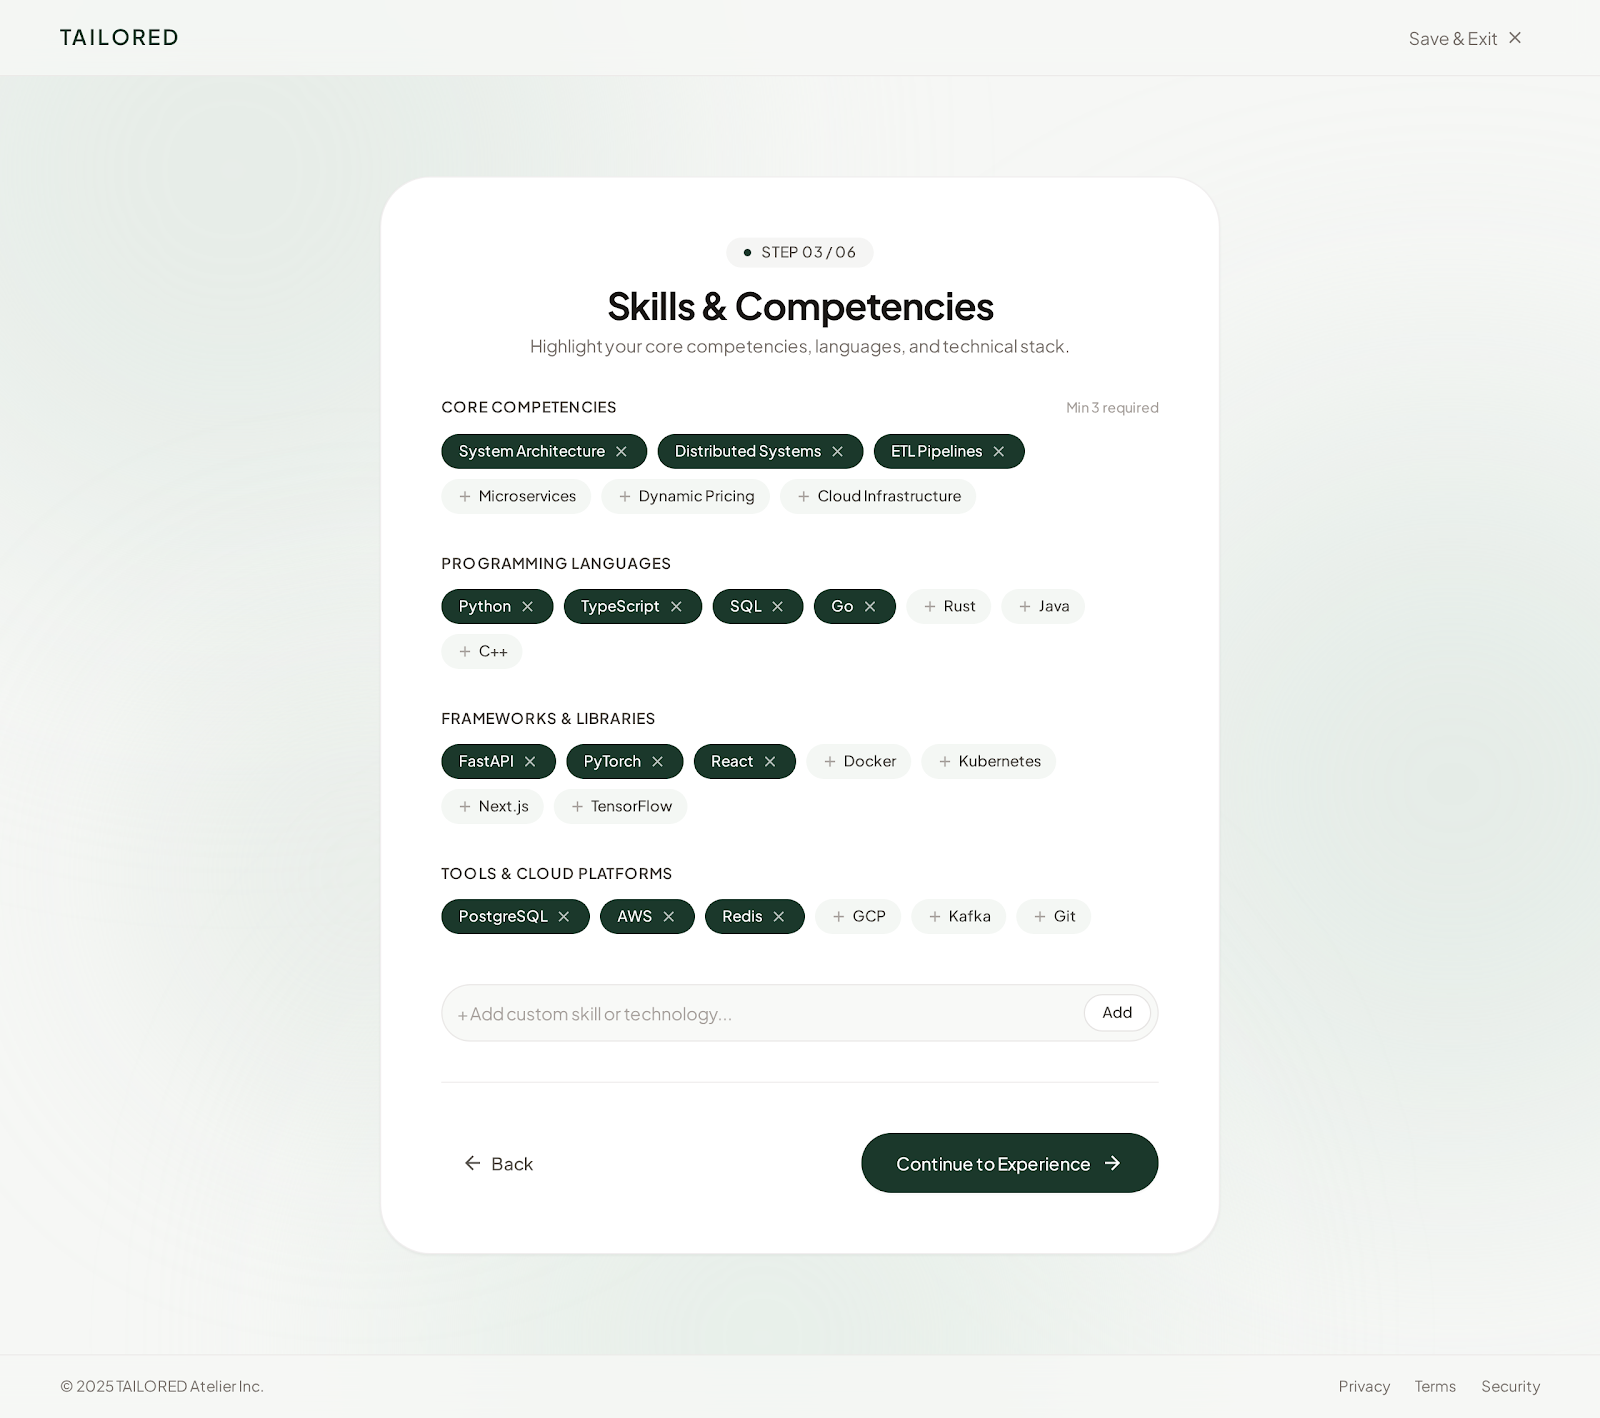 TAILORED
Save & Exit ×
STEP 03 / 06
Skills & Competencies
Highlight your core competencies, languages, and technical stack.
CORE COMPETENCIES
Min 3 required
System Architecture × Distributed Systems × ETL Pipelines ×
+ Microservices + Dynamic Pricing + Cloud Infrastructure
PROGRAMMING LANGUAGES
Python × TypeScript × SQL × Go × + Rust + Java
+ C++
FRAMEWORKS & LIBRARIES
FastAPI × PyTorch × React × + Docker + Kubernetes
+ Next.js + TensorFlow
TOOLS & CLOUD PLATFORMS
PostgreSQL × AWS × Redis × + GCP + Kafka + Git
+ Add custom skill or technology...
Add
← Back
Continue to Experience →
© 2025 TAILORED Atelier Inc.
Privacy Terms Security